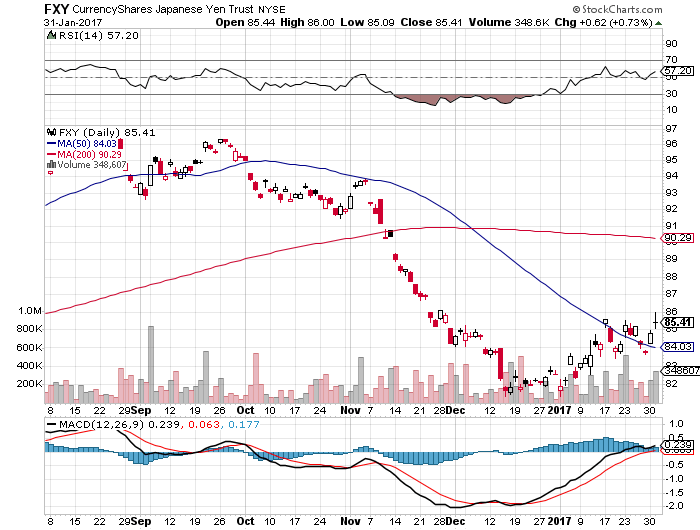 FXY CurrencyShares Japanese Yen Trust NYSE © StockCharts.com
31-Jan-2017 Open 85.44 High 86.00 Low 85.09 Close 85.41 Volume 348.6K Chg +0.62 (+0.73%)
RSI(14) 57.20
90
70
57.20
50
30
10
FXY (Daily) 85.41
MA(50) 84.03
MA(200) 90.29
Volume 348,607
97
96
95
94
93
92
91
90.29
89
88
87
86
85.41
84.03
348607
82
1.0M
800K
600K
400K
200K
8 15 22 29 Sep 12 19 26 Oct 10 17 24 Nov 7 14 21 28 Dec 12 19 27 2017 9 17 23 30
MACD(12,26,9) 0.239, 0.063, 0.177
1.0
0.5
0.239
-0.5
-1.0
-1.5
-2.0
8 15 22 29 Sep 12 19 26 Oct 10 17 24 Nov 7 14 21 28 Dec 12 19 27 2017 9 17 23 30